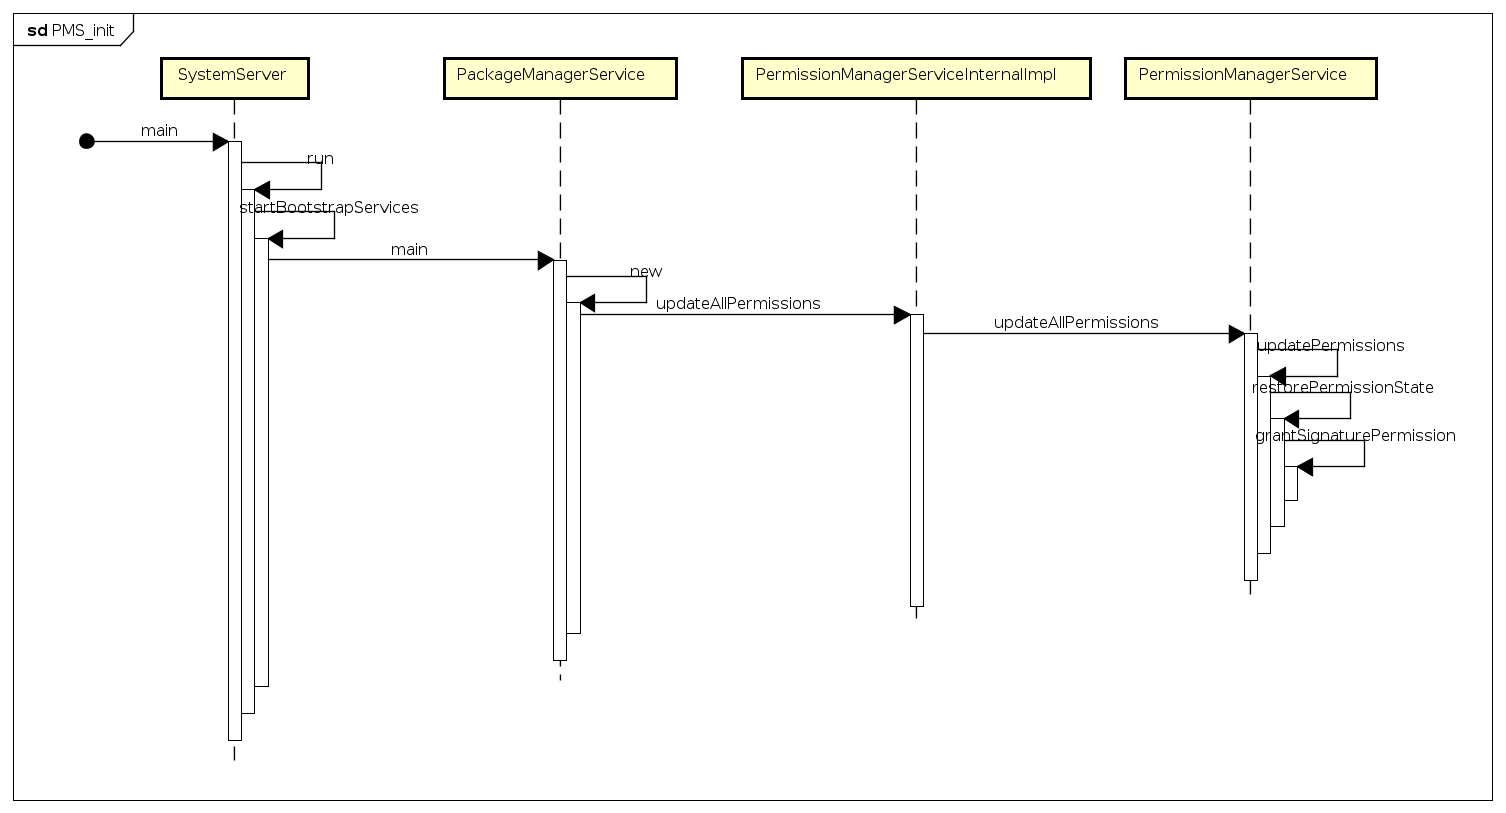 sd PMS_init
SystemServer
PackageManagerService
PermissionManagerServiceInternalImpl
PermissionManagerService
main
run
startBootstrapServices
main
new
updateAllPermissions
updateAllPermissions
updatePermissions
restorePermissionState
grantSignaturePermission